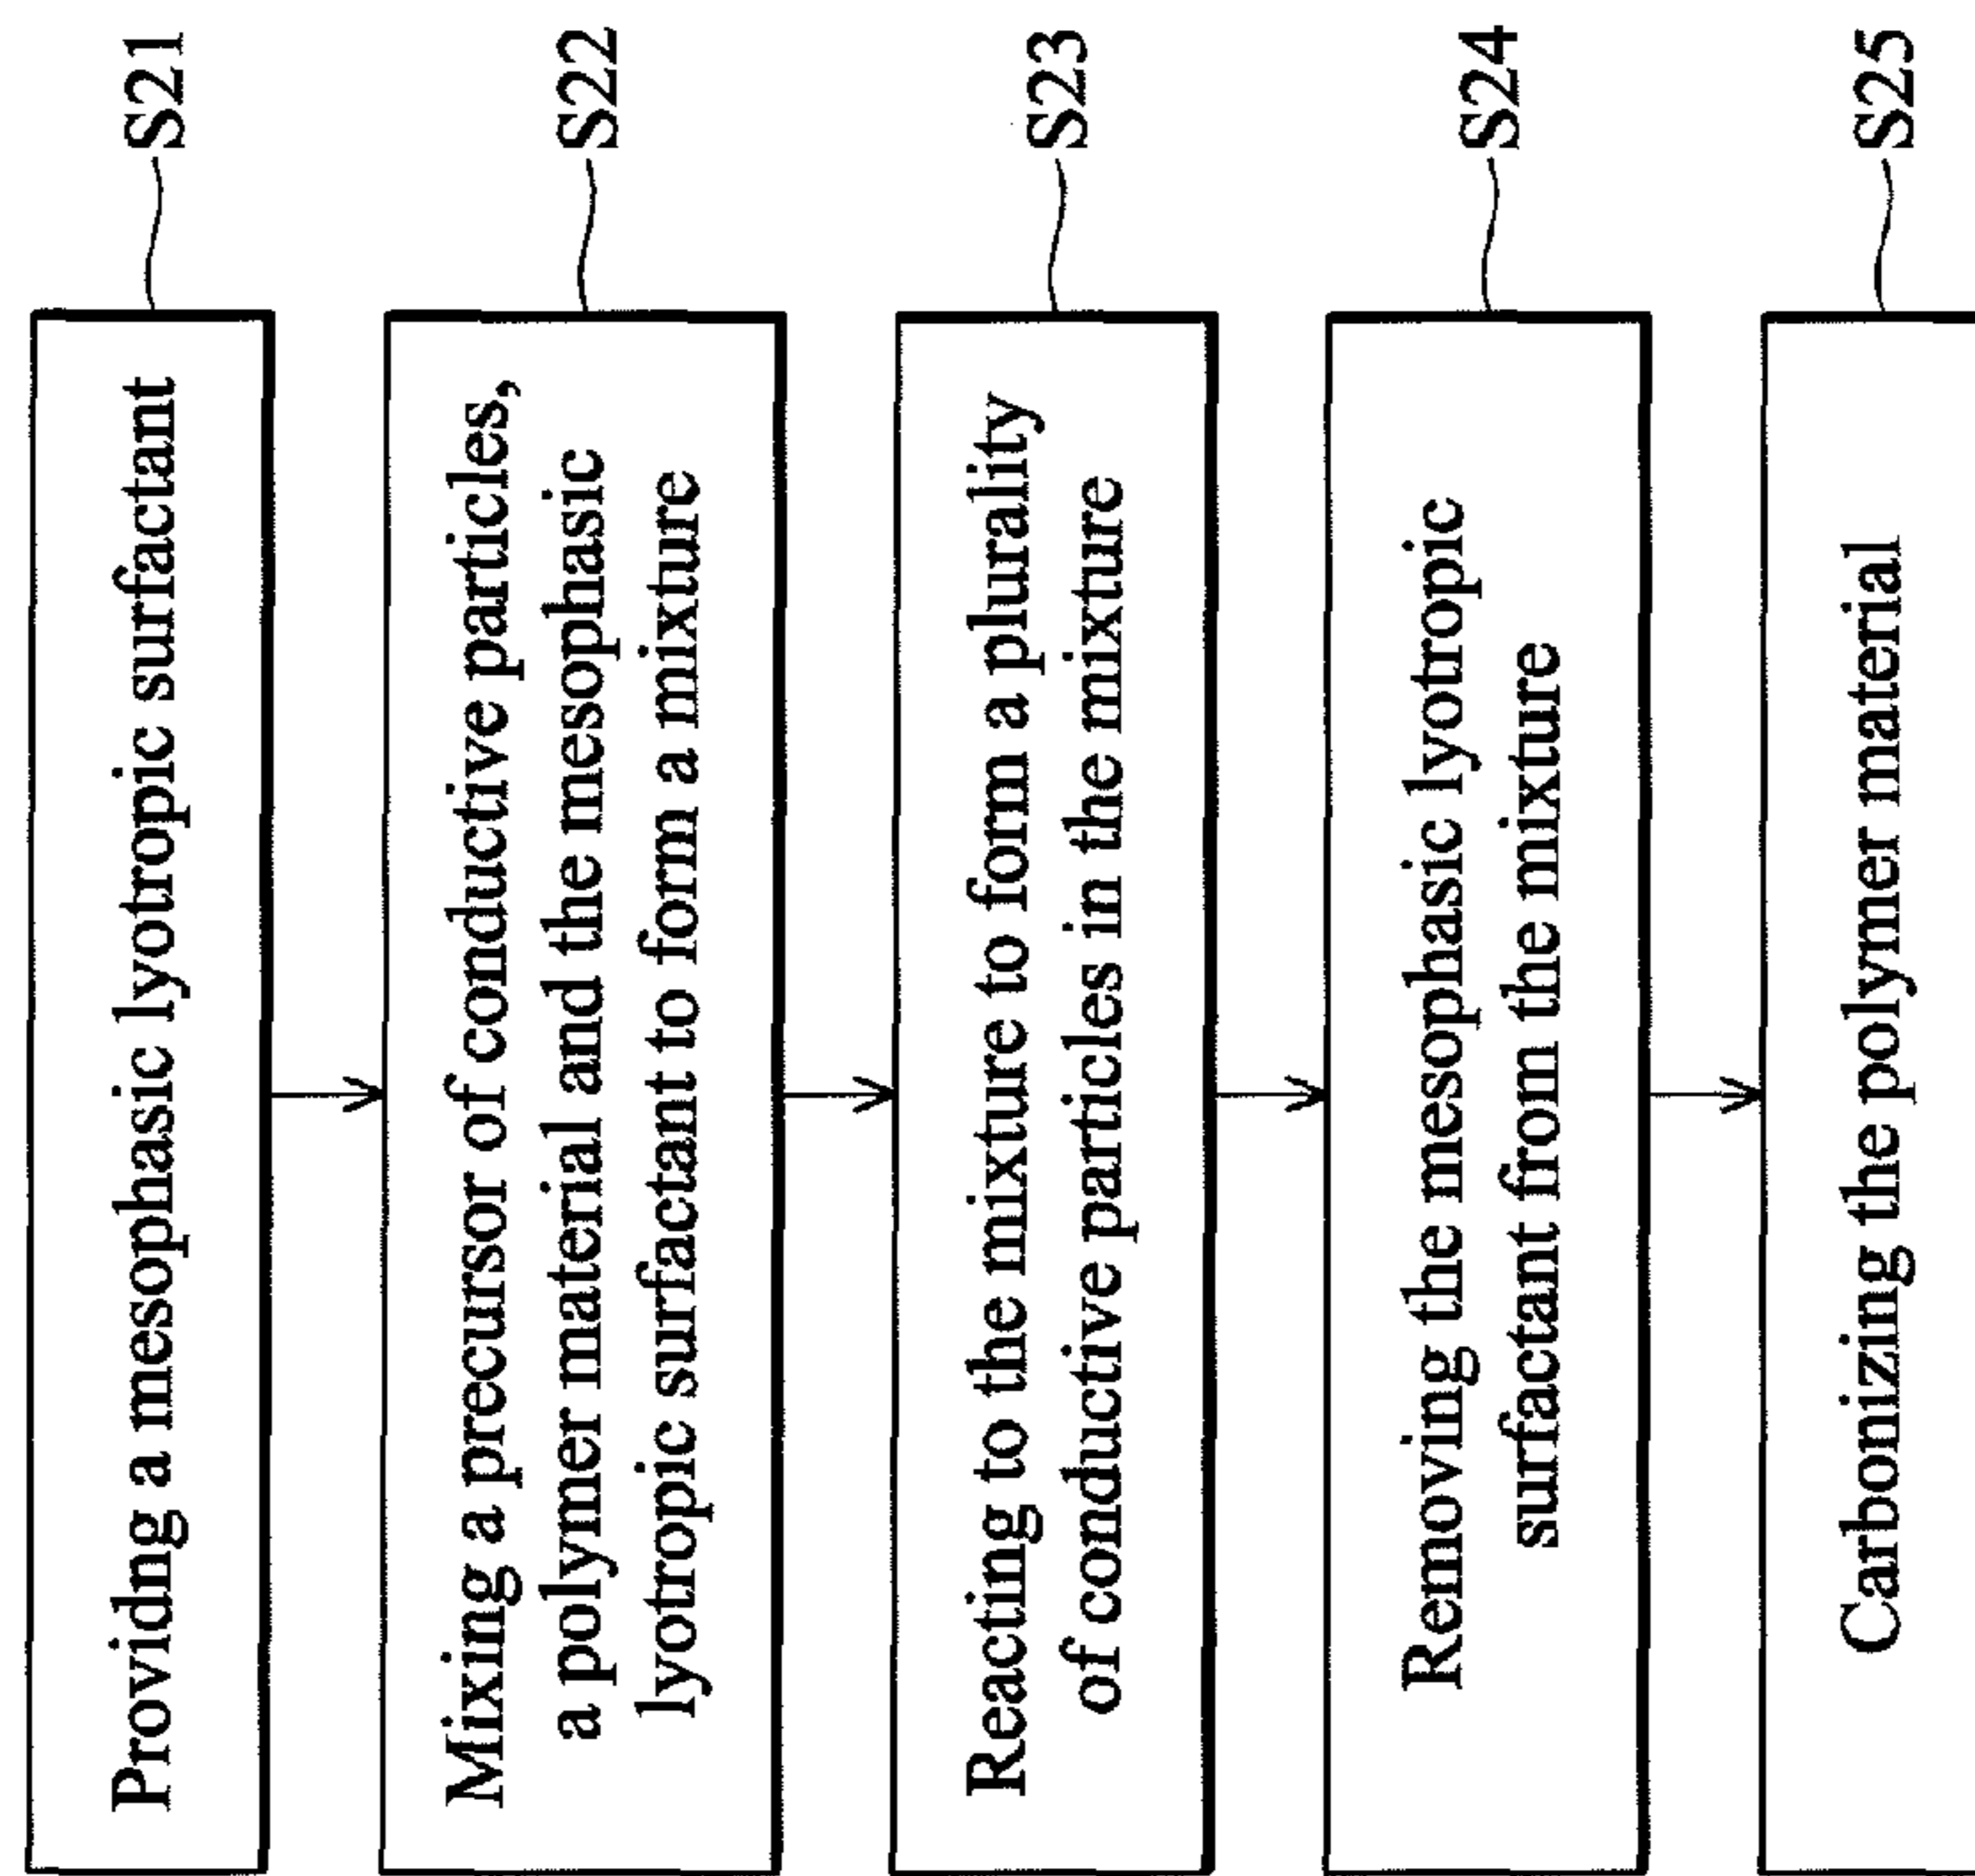 Providng a mesophasic lyotropic surfactant
S21
Mixing a precursor of conductive particles,
a polymer material and the mesophasic
lyotropic surfactant to form a mixture
S22
Reacting to the mixture to form a plurality
of conductive particles in the mixture
S23
Removing the mesophasic lyotropic
surfactant from the mixture
S24
Carbonizing the polymer material
S25